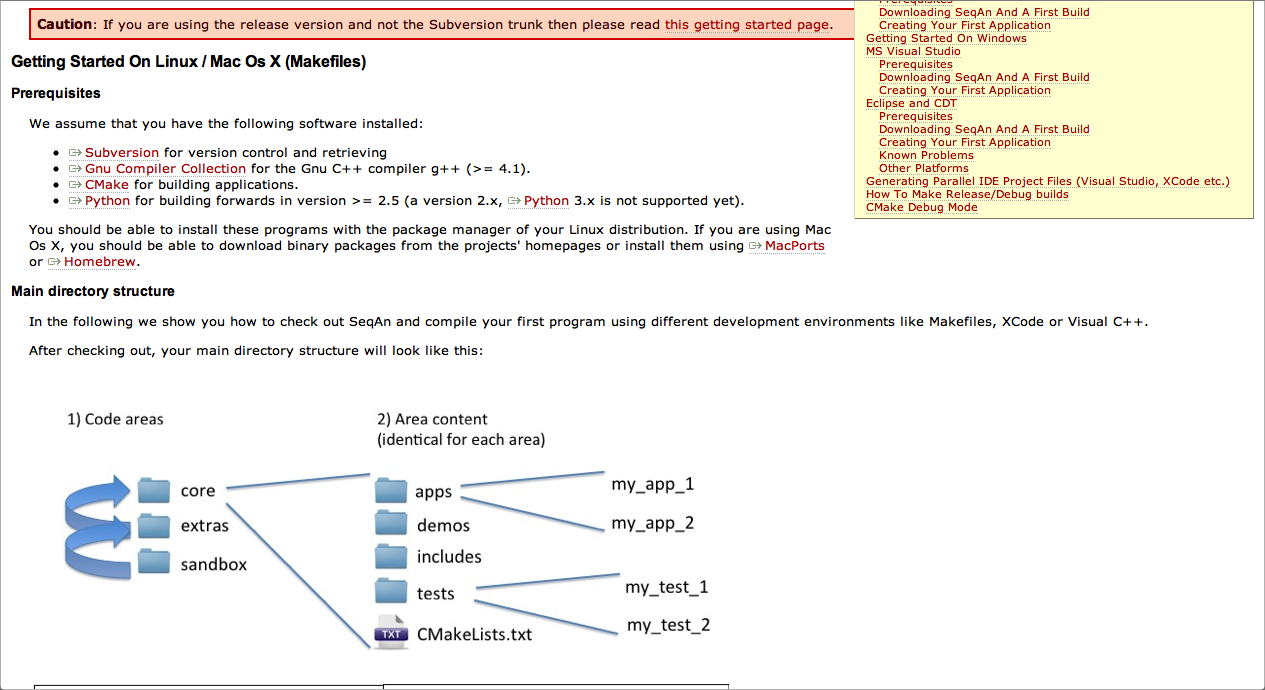 Caution: If you are using the release version and not the Subversion trunk then please read this getting started page.
Getting Started On Linux / Mac Os X (Makefiles)
Prerequisites
We assume that you have the following software installed:
Subversion for version control and retrieving
Gnu Compiler Collection for the Gnu C++ compiler g++ (>= 4.1).
CMake for building applications.
Python for building forwards in version >= 2.5 (a version 2.x, Python 3.x is not supported yet).
You should be able to install these programs with the package manager of your Linux distribution. If you are using Mac
Os X, you should be able to download binary packages from the projects' homepages or install them using MacPorts
or Homebrew.
Prerequisites
Downloading SeqAn And A First Build
Creating Your First Application
Getting Started On Windows
MS Visual Studio
Prerequisites
Downloading SeqAn And A First Build
Creating Your First Application
Eclipse and CDT
Prerequisites
Downloading SeqAn And A First Build
Creating Your First Application
Known Problems
Other Platforms
Generating Parallel IDE Project Files (Visual Studio, XCode etc.)
How To Make Release/Debug builds
CMake Debug Mode
Main directory structure
In the following we show you how to check out SeqAn and compile your first program using different development environments like Makefiles, XCode or Visual C++.
After checking out, your main directory structure will look like this:
1) Code areas
core
extras
sandbox
2) Area content
(identical for each area)
apps
demos
includes
tests
TXT
CMakeLists.txt
my_app_1
my_app_2
my_test_1
my_test_2